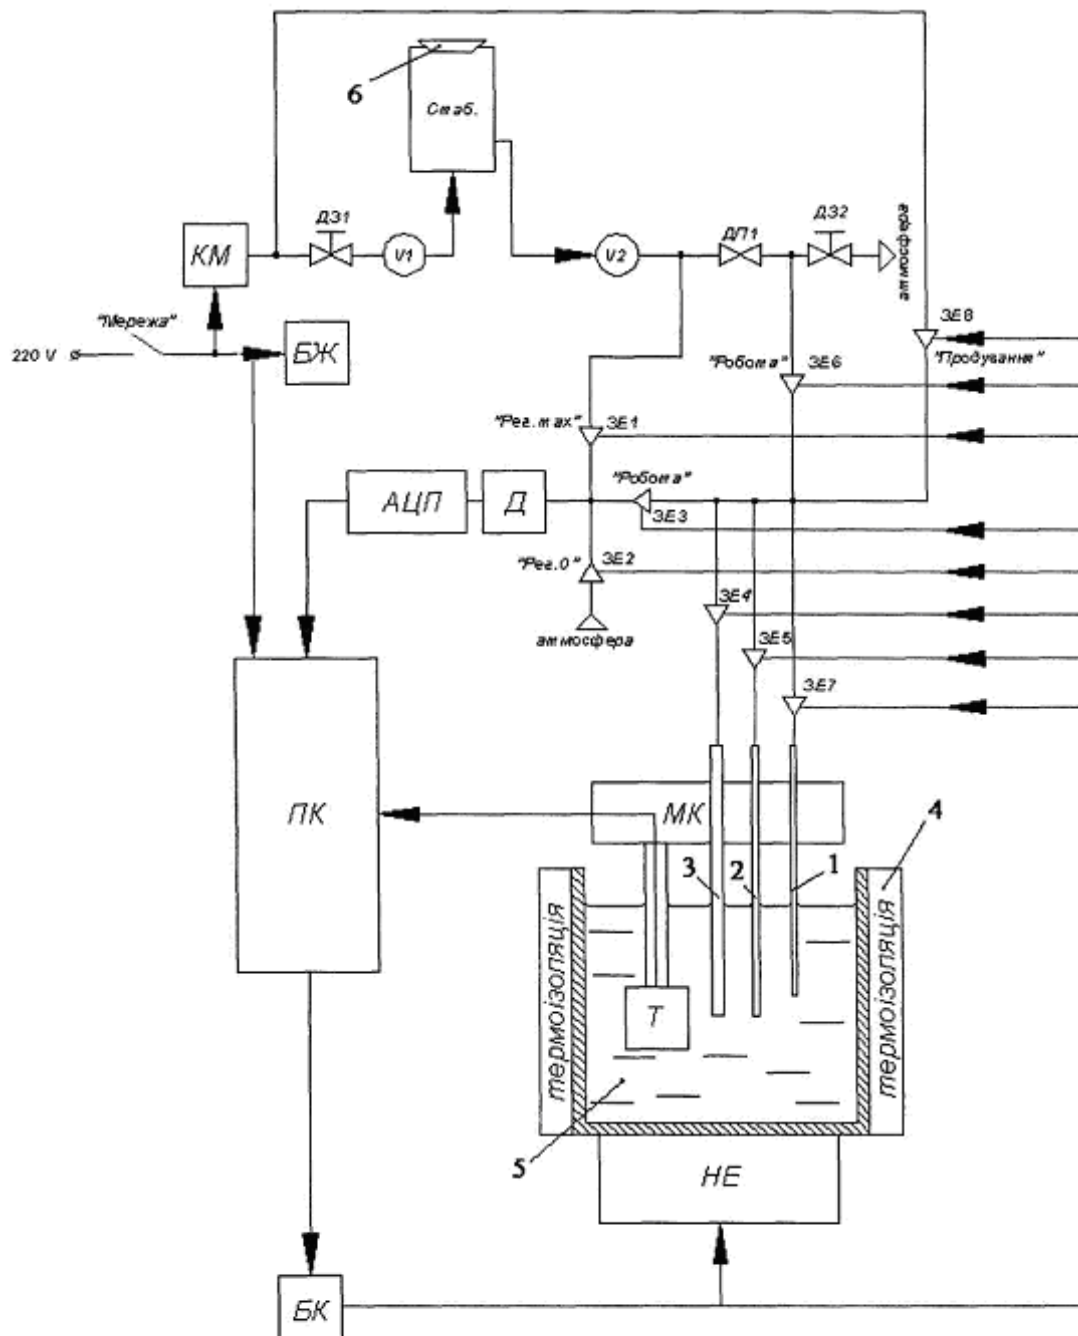 6
Стаб.
ДЗ1
ДЗ2
КМ
V1
V2
ДП1
атмосфера
"Мережа"
ЗЕ8
220 V
БЖ
"Робота"
ЗЕ6
"Продування"
"Рег.max"
ЗЕ1
"Робота"
АЦП
Д
ЗЕ3
"Рег.0"
ЗЕ2
ЗЕ4
атмосфера
ЗЕ5
ЗЕ7
ПК
МК
4
3
2
1
термоізоляція
термоізоляція
Т
5
НЕ
БК